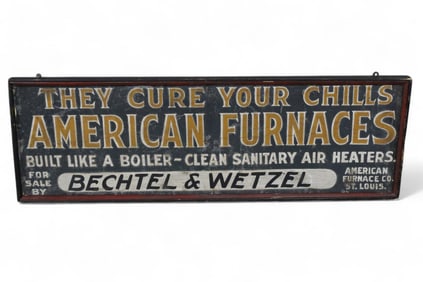 THEY CURE YOUR CHILLS
AMERICAN FURNACES
BUILT LIKE A BOILER~CLEAN SANITARY AIR HEATERS.
FOR
SALE
BY
BECHTEL & WETZEL
AMERICAN
FURNACE CO.
ST. LOUIS.